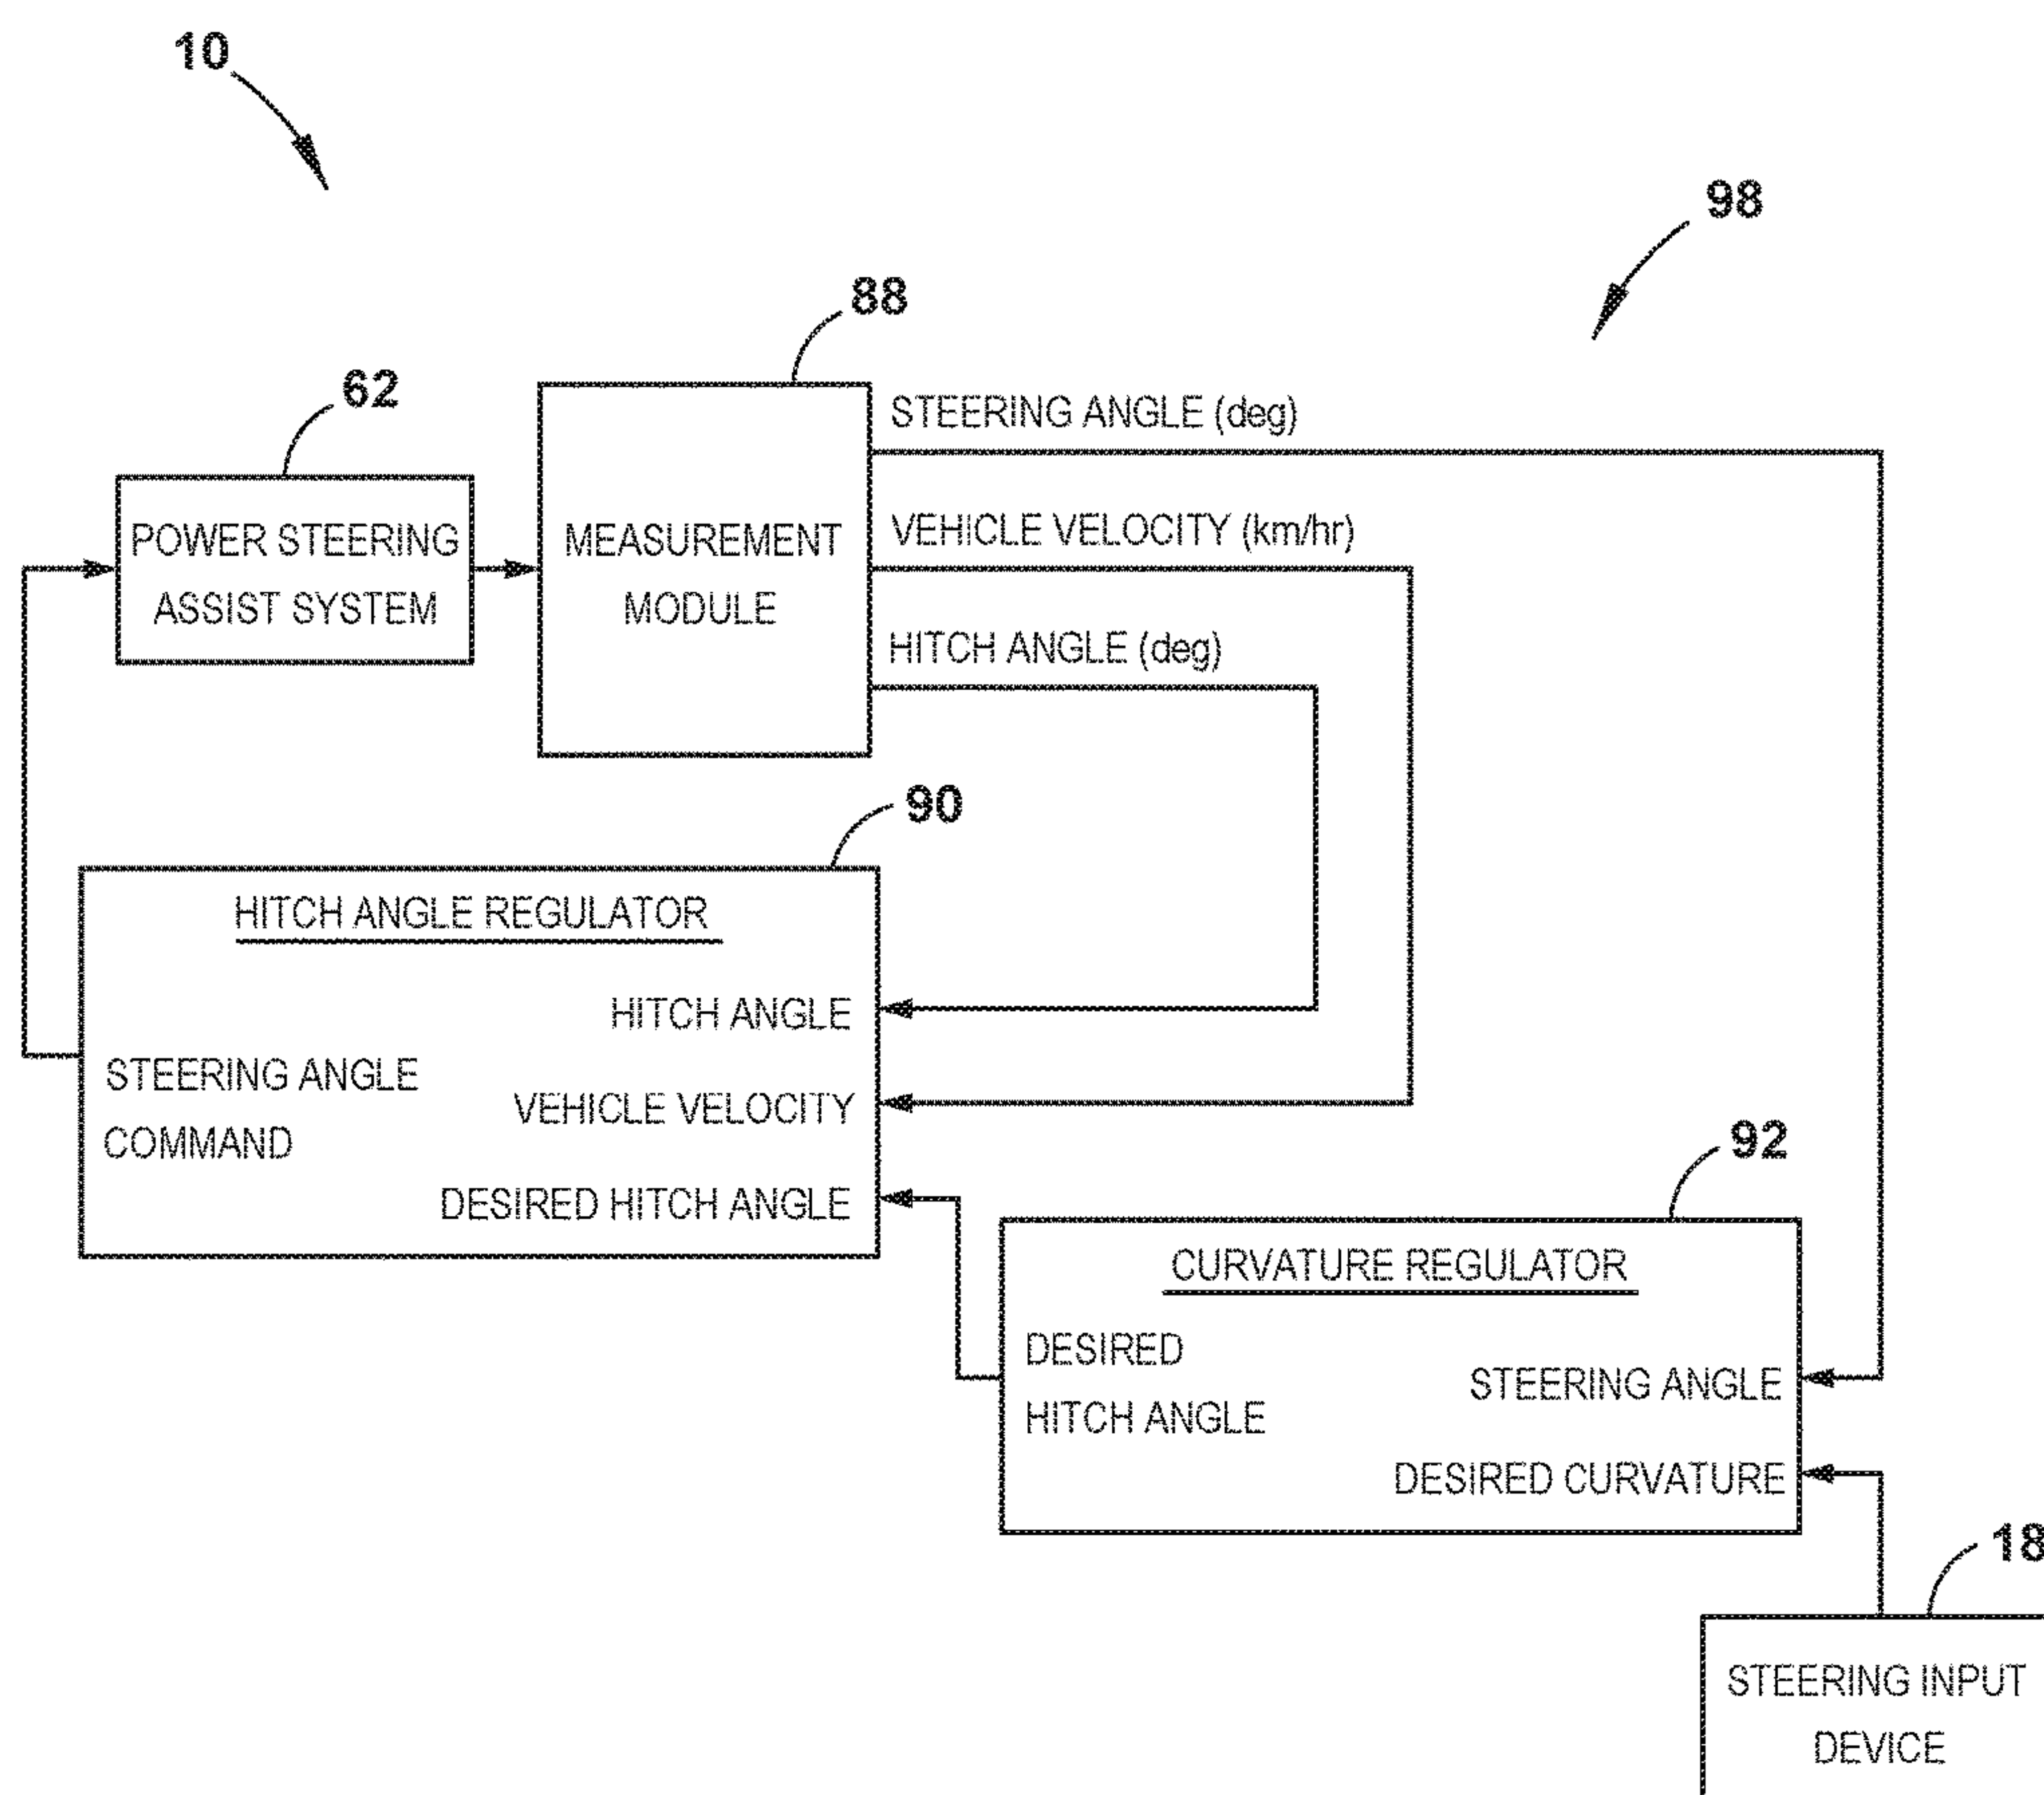 10
98
88
62
STEERING ANGLE (deg)
VEHICLE VELOCITY (km/hr)
HITCH ANGLE (deg)
POWER STEERING
ASSIST SYSTEM
MEASUREMENT
MODULE
90
HITCH ANGLE REGULATOR
HITCH ANGLE
STEERING ANGLE
COMMAND
VEHICLE VELOCITY
DESIRED HITCH ANGLE
92
CURVATURE REGULATOR
DESIRED
HITCH ANGLE
STEERING ANGLE
DESIRED CURVATURE
18
STEERING INPUT
DEVICE